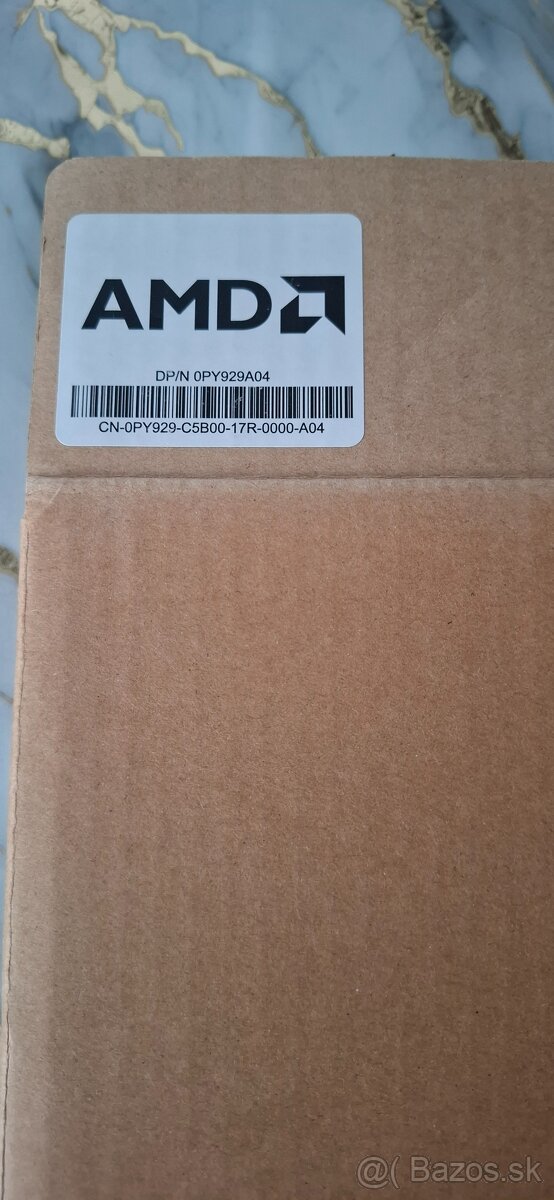 AMD
DP/N 0PY929A04
CN-0PY929-C5B00-17R-0000-A04
@( Bazos.sk